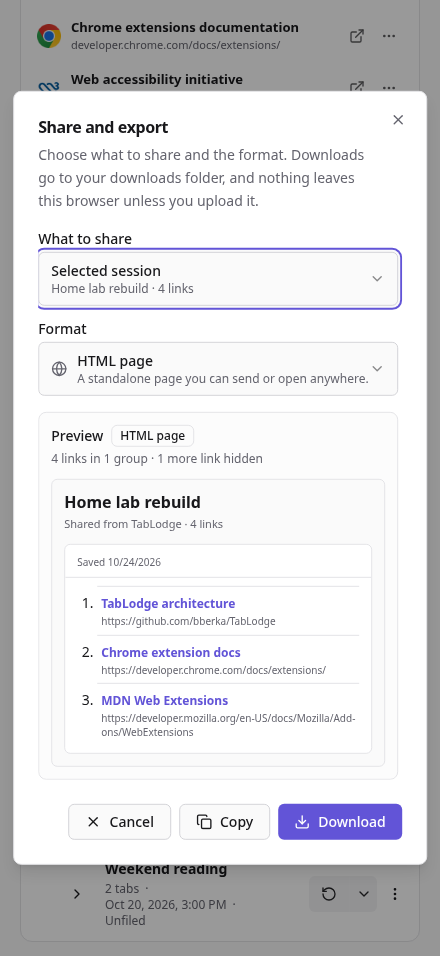 Chrome extensions documentation
developer.chrome.com/docs/extensions/
Web accessibility initiative
Share and export
Choose what to share and the format. Downloads
go to your downloads folder, and nothing leaves
this browser unless you upload it.
What to share
Selected session
Home lab rebuild · 4 links
Format
HTML page
A standalone page you can send or open anywhere.
Preview HTML page
4 links in 1 group · 1 more link hidden
Home lab rebuild
Shared from TabLodge · 4 links
Saved 10/24/2026
1. TabLodge architecture
https://github.com/bberka/TabLodge
2. Chrome extension docs
https://developer.chrome.com/docs/extensions/
3. MDN Web Extensions
https://developer.mozilla.org/en-US/docs/Mozilla/Add-
ons/WebExtensions
Cancel Copy Download
Weekend reading
2 tabs ·
Oct 20, 2026, 3:00 PM ·
Unfiled